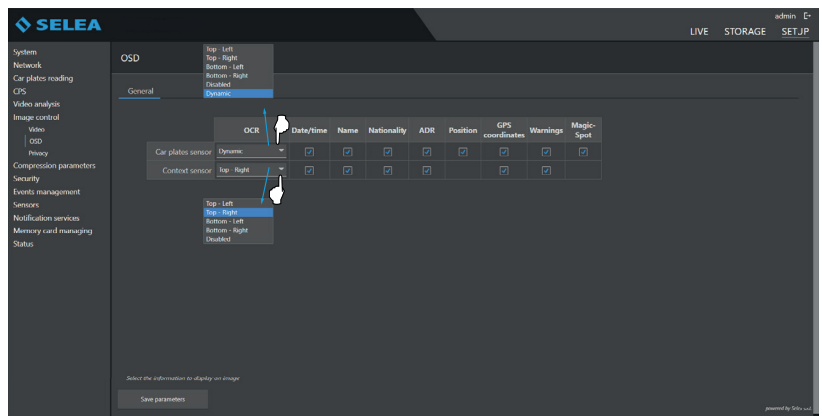 admin
SELEA
LIVE STORAGE SETUP
System
Network
Car plates reading
CPS
Video analysis
Image control
Video
OSD
Privacy
Compression parameters
Security
Events management
Sensors
Notification services
Memory card managing
Status
OSD
General
Top - Left
Top - Right
Bottom - Left
Bottom - Right
Disabled
Dynamic
OCR Date/time Name Nationality ADR Position GPS coordinates Warnings Magic-Spot
Car plates sensor Dynamic
Context sensor Top - Right
Top - Left
Top - Right
Bottom - Left
Bottom - Right
Disabled
Select the information to display on image
Save parameters
powered by Selea